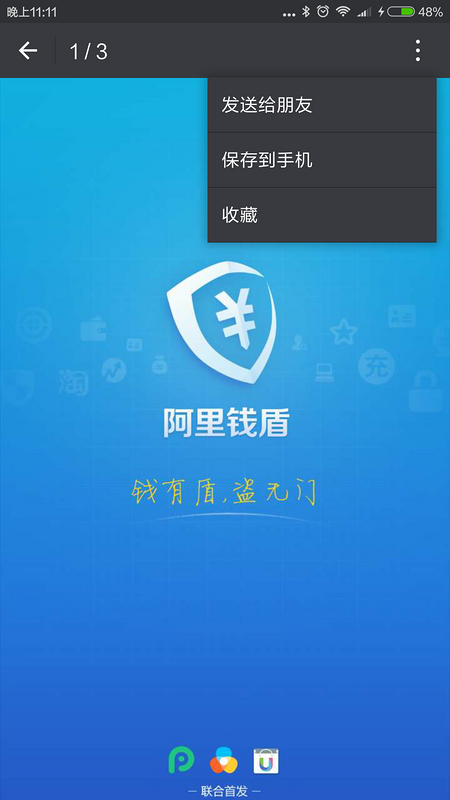 晚上11:11
48%
1 / 3
发送给朋友
保存到手机
收藏
淘
充
阿里钱盾
钱有盾,盗无门
联合首发